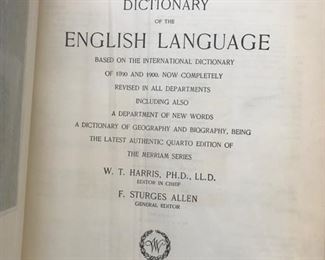 DICTIONARY
OF THE
ENGLISH LANGUAGE
BASED ON THE INTERNATIONAL DICTIONARY
OF 1890 AND 1900. NOW COMPLETELY
REVISED IN ALL DEPARTMENTS
INCLUDING ALSO
A DEPARTMENT OF NEW WORDS
A DICTIONARY OF GEOGRAPHY AND BIOGRAPHY, BEING
THE LATEST AUTHENTIC QUARTO EDITION OF
THE MERRIAM SERIES
W. T. HARRIS, PH.D., LL.D.
EDITOR IN CHIEF
F. STURGES ALLEN
GENERAL EDITOR
W